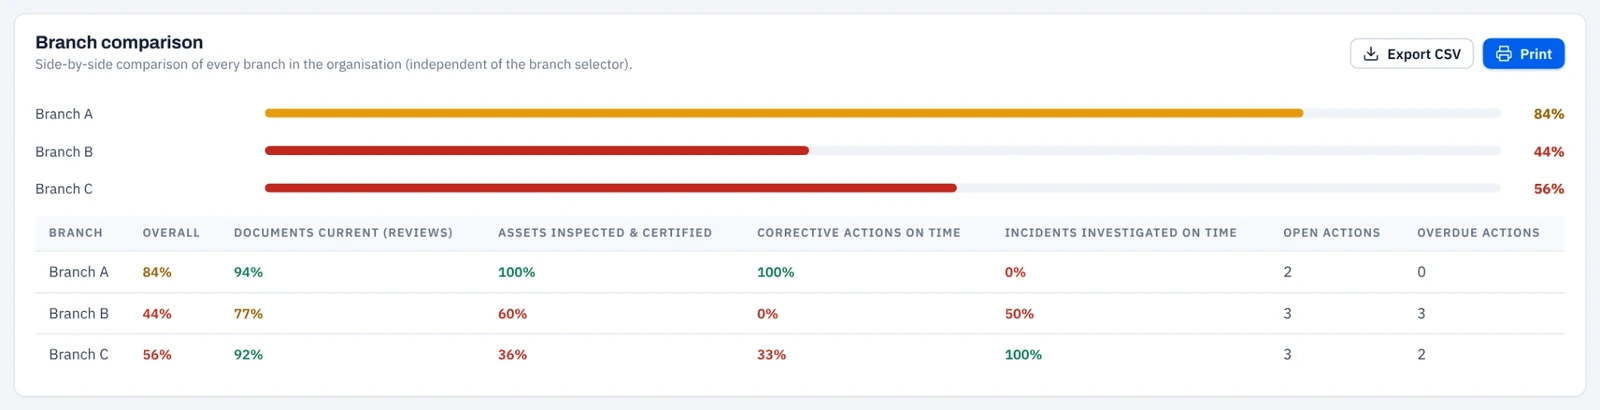 Branch comparison
Side-by-side comparison of every branch in the organisation (independent of the branch selector).
Export CSV
Print
Branch A 84%
Branch B 44%
Branch C 56%
BRANCH OVERALL DOCUMENTS CURRENT (REVIEWS) ASSETS INSPECTED & CERTIFIED CORRECTIVE ACTIONS ON TIME INCIDENTS INVESTIGATED ON TIME OPEN ACTIONS OVERDUE ACTIONS
Branch A 84% 94% 100% 100% 0% 2 0
Branch B 44% 77% 60% 0% 50% 3 3
Branch C 56% 92% 36% 33% 100% 3 2